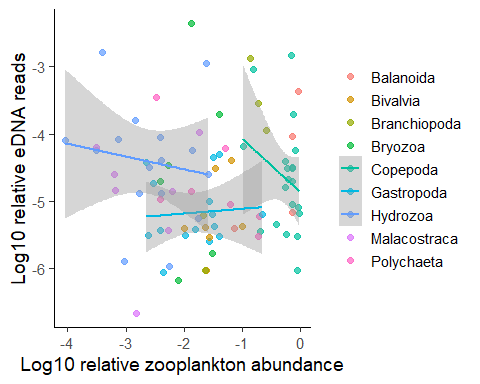 Log10 relative eDNA reads
-3
-4
-5
-6
-4
-3
-2
-1
0
Log10 relative zooplankton abundance
Balanoida
Bivalvia
Branchiopoda
Bryozoa
Copepoda
Gastropoda
Hydrozoa
Malacostraca
Polychaeta